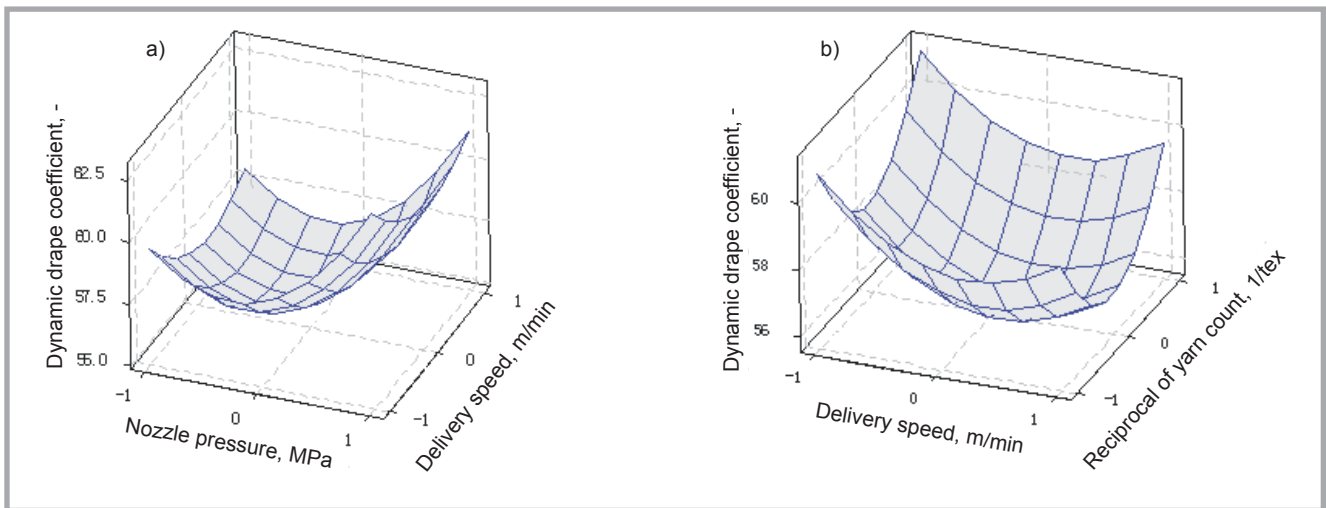 a)
Dynamic drape coefficient, -
62.5
60.0
57.5
55.0
-1
0
1
Nozzle pressure, MPa
-1
0
1
Delivery speed, m/min
b)
Dynamic drape coefficient, -
60
58
56
-1
0
1
Delivery speed, m/min
-1
0
1
Reciprocal of yarn count, 1/tex